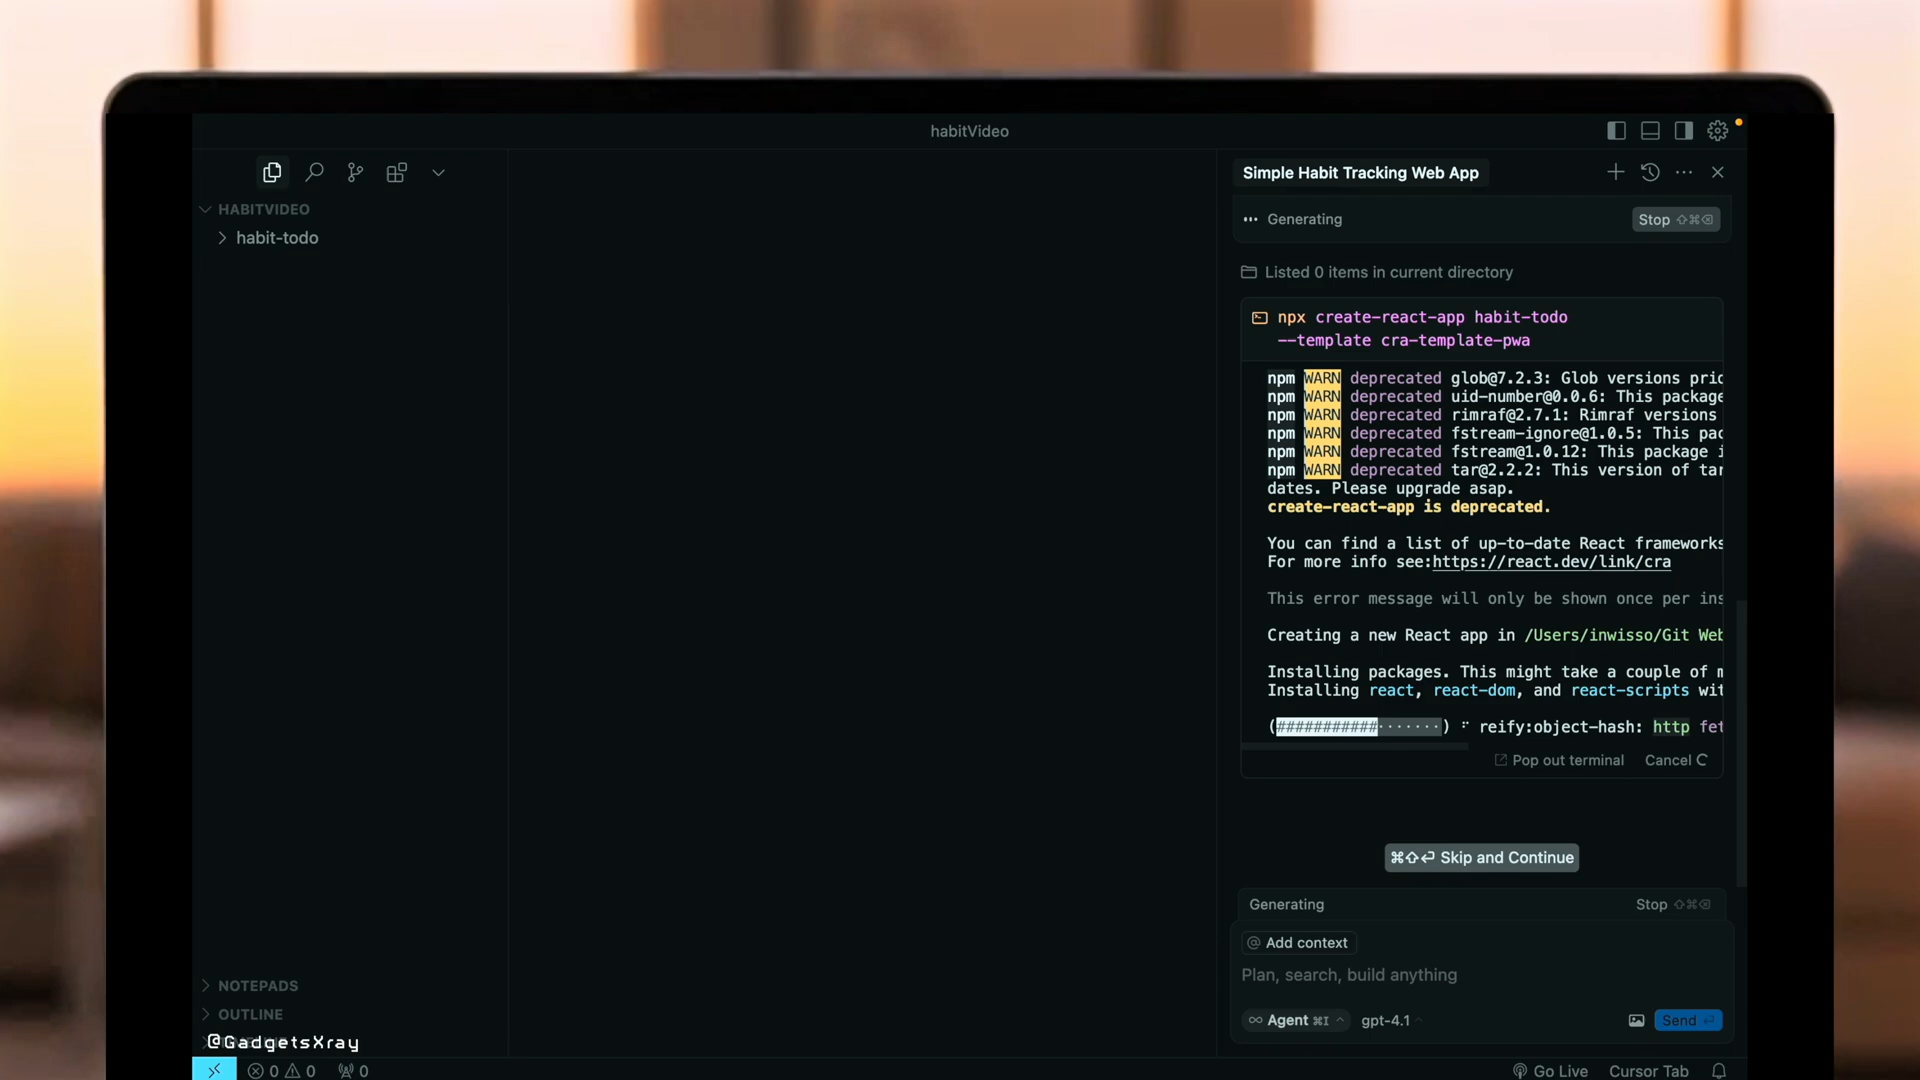 habitVideo
Simple Habit Tracking Web App
HABITVIDEO
Generating
Stop ⇧⌘⌫
habit-todo
Listed 0 items in current directory
npx create-react-app habit-todo
--template cra-template-pwa
npm WARN deprecated glob@7.2.3: Glob versions prio
npm WARN deprecated uid-number@0.0.6: This package
npm WARN deprecated rimraf@2.7.1: Rimraf versions
npm WARN deprecated fstream-ignore@1.0.5: This pac
npm WARN deprecated fstream@1.0.12: This package i
npm WARN deprecated tar@2.2.2: This version of tar
dates. Please upgrade asap.
create-react-app is deprecated.
You can find a list of up-to-date React frameworks
For more info see:https://react.dev/link/cra
This error message will only be shown once per ins
Creating a new React app in /Users/inwisso/Git Web
Installing packages. This might take a couple of m
Installing react, react-dom, and react-scripts wit
(###########·······) reify:object-hash: http fet
Pop out terminal Cancel
⌘⇧⏎ Skip and Continue
Generating
Stop ⇧⌘⌫
@ Add context
Plan, search, build anything
NOTEPADS
OUTLINE
∞ Agent ⌘I
gpt-4.1
Send ⏎
@GadgetsXray
0 0 0
Go Live
Cursor Tab